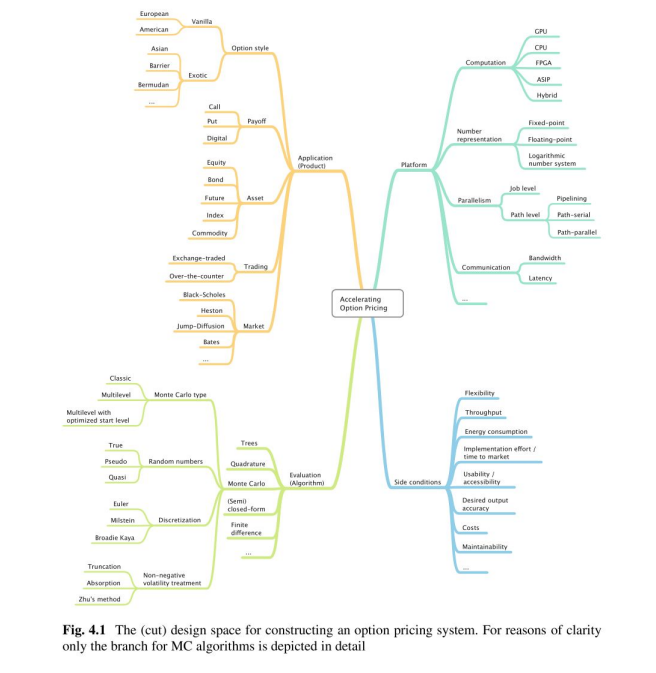 European
American
Vanilla
Asian
Barrier
Bermudan
...
Exotic
Option style
Call
Put
Digital
Payoff
Equity
Bond
Future
Index
Commodity
Asset
Exchange-traded
Over-the-counter
Trading
Black-Scholes
Heston
Jump-Diffusion
Bates
...
Market
Application
(Product)
GPU
CPU
FPGA
ASIP
Hybrid
Computation
Number
representation
Fixed-point
Floating-point
Logarithmic
number system
Platform
Parallelism
Job level
Path level
Pipelining
Path-serial
Path-parallel
Communication
Bandwidth
Latency
...
Accelerating
Option Pricing
Classic
Multilevel
Multilevel with
optimized start level
Monte Carlo type
True
Pseudo
Quasi
Random numbers
Euler
Milstein
Broadie Kaya
Discretization
Truncation
Absorption
Zhu's method
Non-negative
volatility treatment
Trees
Quadrature
Monte Carlo
(Semi)
closed-form
Finite
difference
...
Evaluation
(Algorithm)
Side conditions
Flexibility
Throughput
Energy consumption
Implementation effort /
time to market
Usability /
accessibility
Desired output
accuracy
Costs
Maintainability
...
Fig. 4.1 The (cut) design space for constructing an option pricing system. For reasons of clarity
only the branch for MC algorithms is depicted in detail